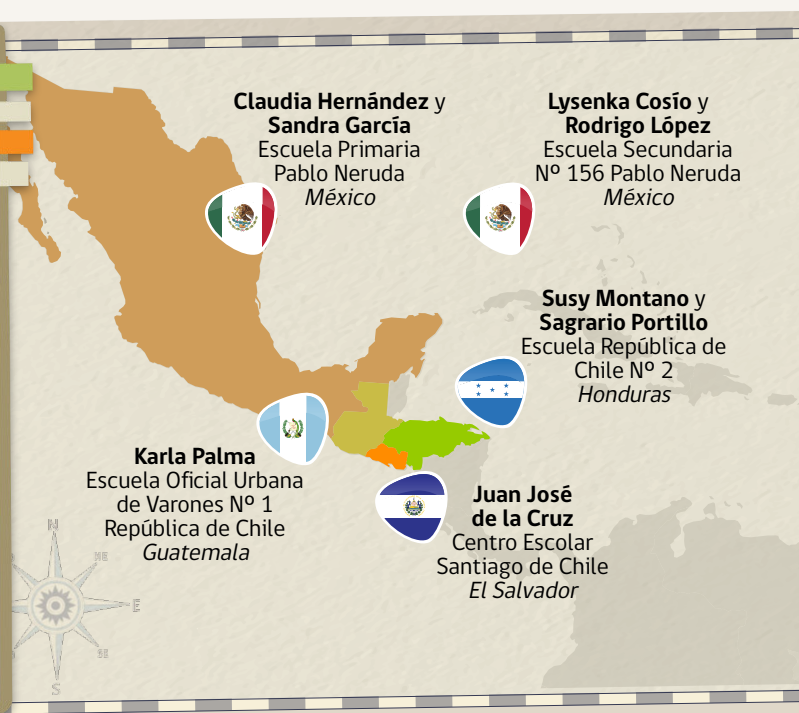 Claudia Hernández y
Sandra García
Escuela Primaria
Pablo Neruda
México
Lysenka Cosío y
Rodrigo López
Escuela Secundaria
Nº 156 Pablo Neruda
México
Susy Montano y
Sagrario Portillo
Escuela República de
Chile Nº 2
Honduras
Karla Palma
Escuela Oficial Urbana
de Varones Nº 1
República de Chile
Guatemala
Juan José
de la Cruz
Centro Escolar
Santiago de Chile
El Salvador
N
NE
E
SE
S